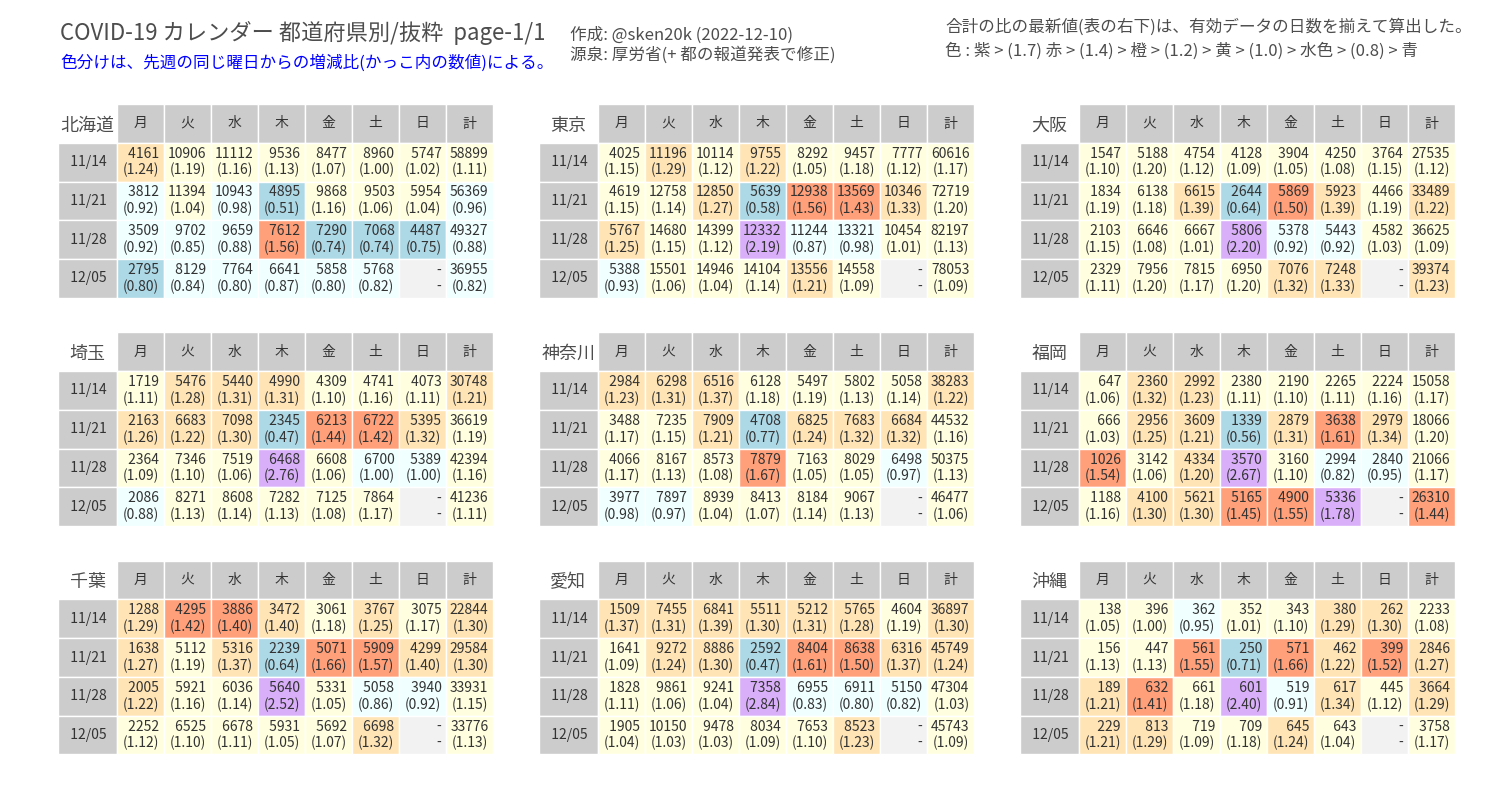 COVID-19 カレンダー 都道府県別/抜粋 page-1/1
色分けは、先週の同じ曜日からの増減比(かっこ内の数値)による。
作成: @sken20k (2022-12-10)
源泉: 厚労省(+ 都の報道発表で修正)
合計の比の最新値(表の右下)は、有効データの日数を揃えて算出した。
色 : 紫 > (1.7) 赤 > (1.4) > 橙 > (1.2) > 黄 > (1.0) > 水色 > (0.8) > 青
北海道 月 火 水 木 金 土 日 計
11/14 4161 10906 11112 9536 8477 8960 5747 58899
(1.24) (1.19) (1.16) (1.13) (1.07) (1.00) (1.02) (1.11)
11/21 3812 11394 10943 4895 9868 9503 5954 56369
(0.92) (1.04) (0.98) (0.51) (1.16) (1.06) (1.04) (0.96)
11/28 3509 9702 9659 7612 7290 7068 4487 49327
(0.92) (0.85) (0.88) (1.56) (0.74) (0.74) (0.75) (0.88)
12/05 2795 8129 7764 6641 5858 5768 - 36955
(0.80) (0.84) (0.80) (0.87) (0.80) (0.82) - (0.82)
東京 月 火 水 木 金 土 日 計
11/14 4025 11196 10114 9755 8292 9457 7777 60616
(1.15) (1.29) (1.12) (1.22) (1.05) (1.18) (1.12) (1.17)
11/21 4619 12758 12850 5639 12938 13569 10346 72719
(1.15) (1.14) (1.27) (0.58) (1.56) (1.43) (1.33) (1.20)
11/28 5767 14680 14399 12332 11244 13321 10454 82197
(1.25) (1.15) (1.12) (2.19) (0.87) (0.98) (1.01) (1.13)
12/05 5388 15501 14946 14104 13556 14558 - 78053
(0.93) (1.06) (1.04) (1.14) (1.21) (1.09) - (1.09)
大阪 月 火 水 木 金 土 日 計
11/14 1547 5188 4754 4128 3904 4250 3764 27535
(1.10) (1.20) (1.12) (1.09) (1.05) (1.08) (1.15) (1.12)
11/21 1834 6138 6615 2644 5869 5923 4466 33489
(1.19) (1.18) (1.39) (0.64) (1.50) (1.39) (1.19) (1.22)
11/28 2103 6646 6667 5806 5378 5443 4582 36625
(1.15) (1.08) (1.01) (2.20) (0.92) (0.92) (1.03) (1.09)
12/05 2329 7956 7815 6950 7076 7248 - 39374
(1.11) (1.20) (1.17) (1.20) (1.32) (1.33) - (1.23)
埼玉 月 火 水 木 金 土 日 計
11/14 1719 5476 5440 4990 4309 4741 4073 30748
(1.11) (1.28) (1.31) (1.31) (1.10) (1.16) (1.11) (1.21)
11/21 2163 6683 7098 2345 6213 6722 5395 36619
(1.26) (1.22) (1.30) (0.47) (1.44) (1.42) (1.32) (1.19)
11/28 2364 7346 7519 6468 6608 6700 5389 42394
(1.09) (1.10) (1.06) (2.76) (1.06) (1.00) (1.00) (1.16)
12/05 2086 8271 8608 7282 7125 7864 - 41236
(0.88) (1.13) (1.14) (1.13) (1.08) (1.17) - (1.11)
神奈川 月 火 水 木 金 土 日 計
11/14 2984 6298 6516 6128 5497 5802 5058 38283
(1.23) (1.31) (1.37) (1.18) (1.19) (1.13) (1.14) (1.22)
11/21 3488 7235 7909 4708 6825 7683 6684 44532
(1.17) (1.15) (1.21) (0.77) (1.24) (1.32) (1.32) (1.16)
11/28 4066 8167 8573 7879 7163 8029 6498 50375
(1.17) (1.13) (1.08) (1.67) (1.05) (1.05) (0.97) (1.13)
12/05 3977 7897 8939 8413 8184 9067 - 46477
(0.98) (0.97) (1.04) (1.07) (1.14) (1.13) - (1.06)
福岡 月 火 水 木 金 土 日 計
11/14 647 2360 2992 2380 2190 2265 2224 15058
(1.06) (1.32) (1.23) (1.11) (1.10) (1.11) (1.16) (1.17)
11/21 666 2956 3609 1339 2879 3638 2979 18066
(1.03) (1.25) (1.21) (0.56) (1.31) (1.61) (1.34) (1.20)
11/28 1026 3142 4334 3570 3160 2994 2840 21066
(1.54) (1.06) (1.20) (2.67) (1.10) (0.82) (0.95) (1.17)
12/05 1188 4100 5621 5165 4900 5336 - 26310
(1.16) (1.30) (1.30) (1.45) (1.55) (1.78) - (1.44)
千葉 月 火 水 木 金 土 日 計
11/14 1288 4295 3886 3472 3061 3767 3075 22844
(1.29) (1.42) (1.40) (1.40) (1.18) (1.25) (1.17) (1.30)
11/21 1638 5112 5316 2239 5071 5909 4299 29584
(1.27) (1.19) (1.37) (0.64) (1.66) (1.57) (1.40) (1.30)
11/28 2005 5921 6036 5640 5331 5058 3940 33931
(1.22) (1.16) (1.14) (2.52) (1.05) (0.86) (0.92) (1.15)
12/05 2252 6525 6678 5931 5692 6698 - 33776
(1.12) (1.10) (1.11) (1.05) (1.07) (1.32) - (1.13)
愛知 月 火 水 木 金 土 日 計
11/14 1509 7455 6841 5511 5212 5765 4604 36897
(1.37) (1.31) (1.39) (1.30) (1.31) (1.28) (1.19) (1.30)
11/21 1641 9272 8886 2592 8404 8638 6316 45749
(1.09) (1.24) (1.30) (0.47) (1.61) (1.50) (1.37) (1.24)
11/28 1828 9861 9241 7358 6955 6911 5150 47304
(1.11) (1.06) (1.04) (2.84) (0.83) (0.80) (0.82) (1.03)
12/05 1905 10150 9478 8034 7653 8523 - 45743
(1.04) (1.03) (1.03) (1.09) (1.10) (1.23) - (1.09)
沖縄 月 火 水 木 金 土 日 計
11/14 138 396 362 352 343 380 262 2233
(1.05) (1.00) (0.95) (1.01) (1.10) (1.29) (1.30) (1.08)
11/21 156 447 561 250 571 462 399 2846
(1.13) (1.13) (1.55) (0.71) (1.66) (1.22) (1.52) (1.27)
11/28 189 632 661 601 519 617 445 3664
(1.21) (1.41) (1.18) (2.40) (0.91) (1.34) (1.12) (1.29)
12/05 229 813 719 709 645 643 - 3758
(1.21) (1.29) (1.09) (1.18) (1.24) (1.04) - (1.17)